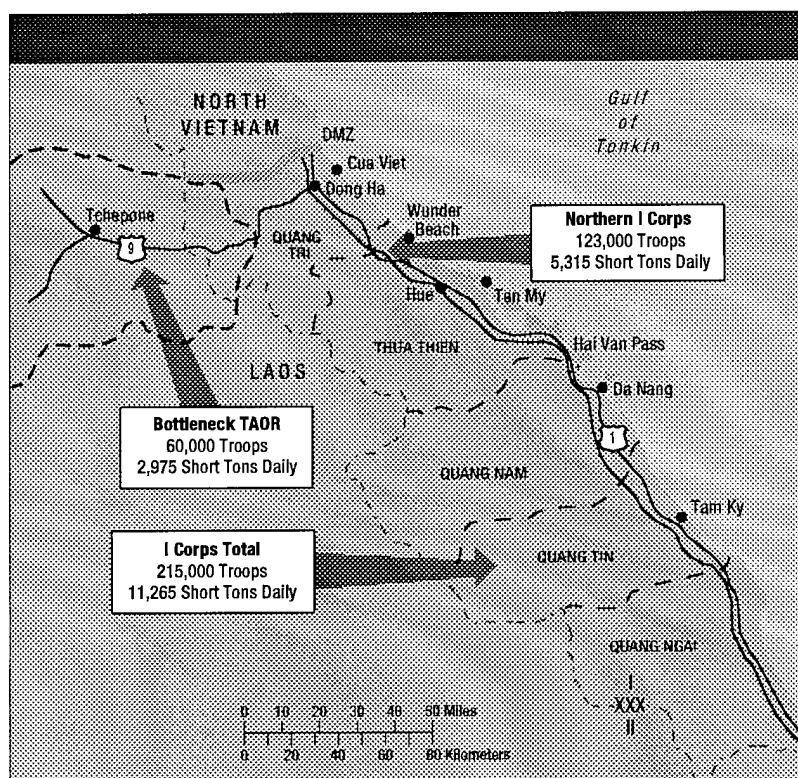 NORTH
VIETNAM
Gulf
of
Tonkin
DMZ
Cua Viet
Dong Ha
Tchepone
9
QUANG
TRI
Wunder
Beach
Northern I Corps
123,000 Troops
5,315 Short Tons Daily
Hue
Tan My
THUA THIEN
Hai Van Pass
LAOS
Da Nang
Bottleneck TAOR
60,000 Troops
2,975 Short Tons Daily
1
QUANG NAM
Tam Ky
I Corps Total
215,000 Troops
11,265 Short Tons Daily
QUANG TIN
QUANG NGAI
I
XXX
II
0 10 20 30 40 50 Miles
0 20 40 60 80 Kilometers